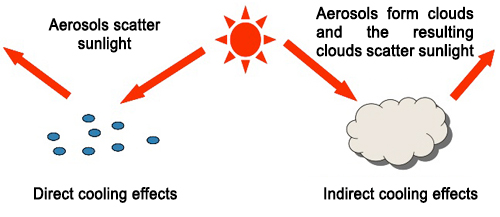 Aerosols scatter
sunlight
Aerosols form clouds
and the resulting
clouds scatter sunlight
Direct cooling effects
Indirect cooling effects